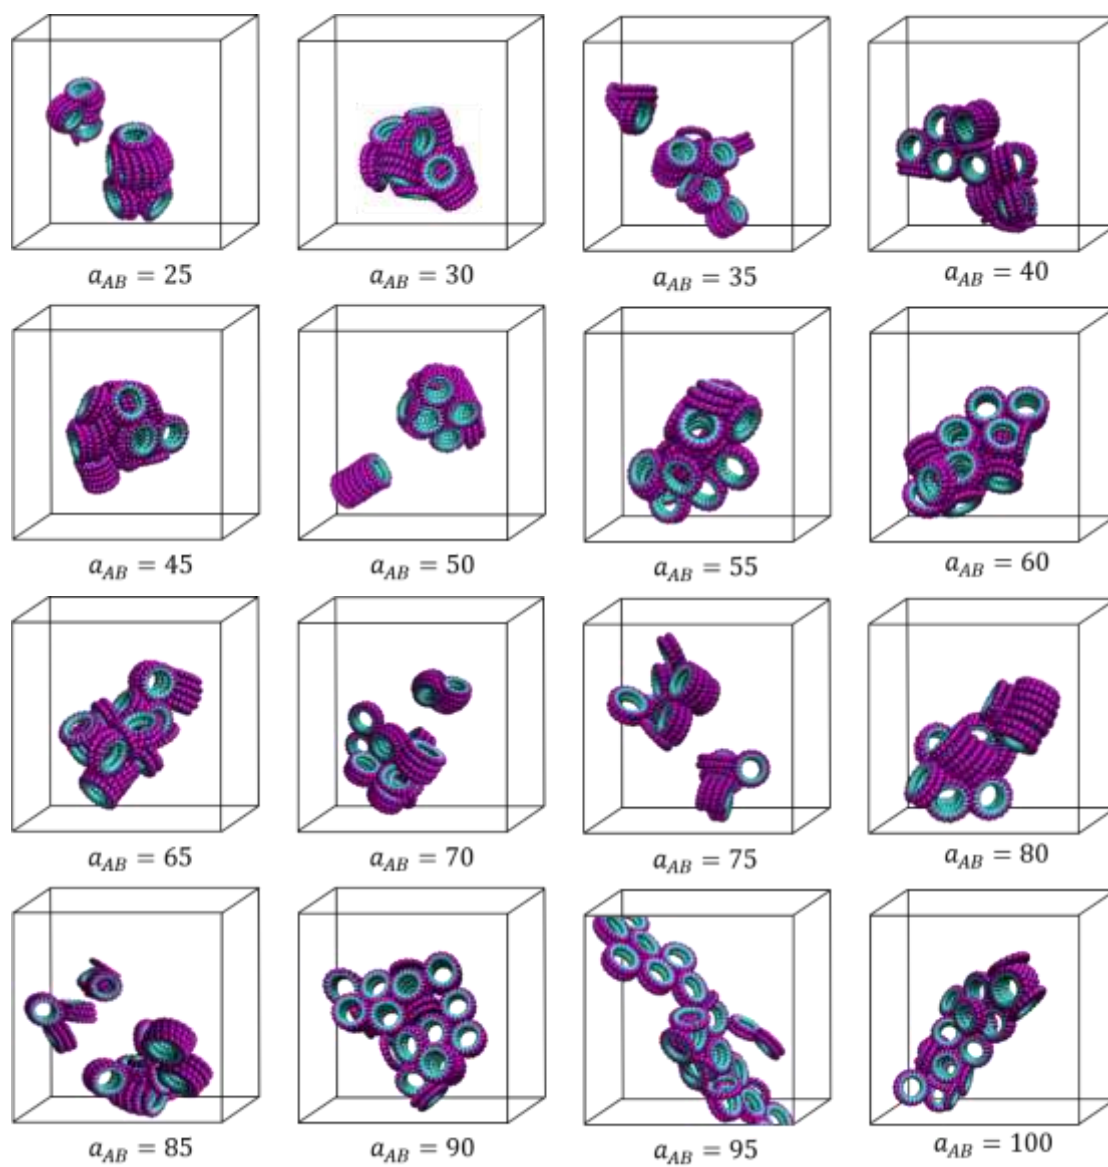 a_AB = 25
a_AB = 30
a_AB = 35
a_AB = 40
a_AB = 45
a_AB = 50
a_AB = 55
a_AB = 60
a_AB = 65
a_AB = 70
a_AB = 75
a_AB = 80
a_AB = 85
a_AB = 90
a_AB = 95
a_AB = 100